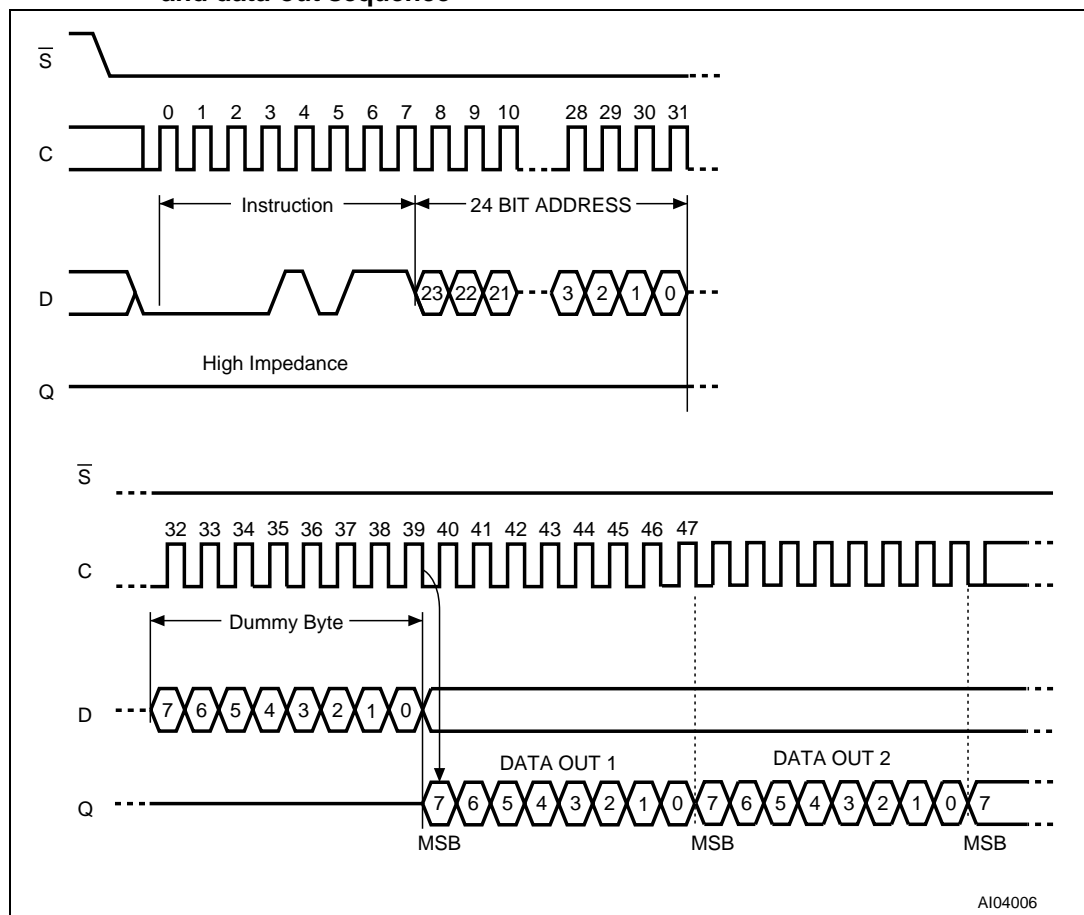 and data-out sequence
S
0 1 2 3 4 5 6 7 8 9 10 28 29 30 31
C
Instruction 24 BIT ADDRESS
D 23 22 21 3 2 1 0
High Impedance
Q
S
32 33 34 35 36 37 38 39 40 41 42 43 44 45 46 47
C
Dummy Byte
D 7 6 5 4 3 2 1 0
DATA OUT 1 DATA OUT 2
Q 7 6 5 4 3 2 1 0 7 6 5 4 3 2 1 0 7
MSB MSB MSB
AI04006